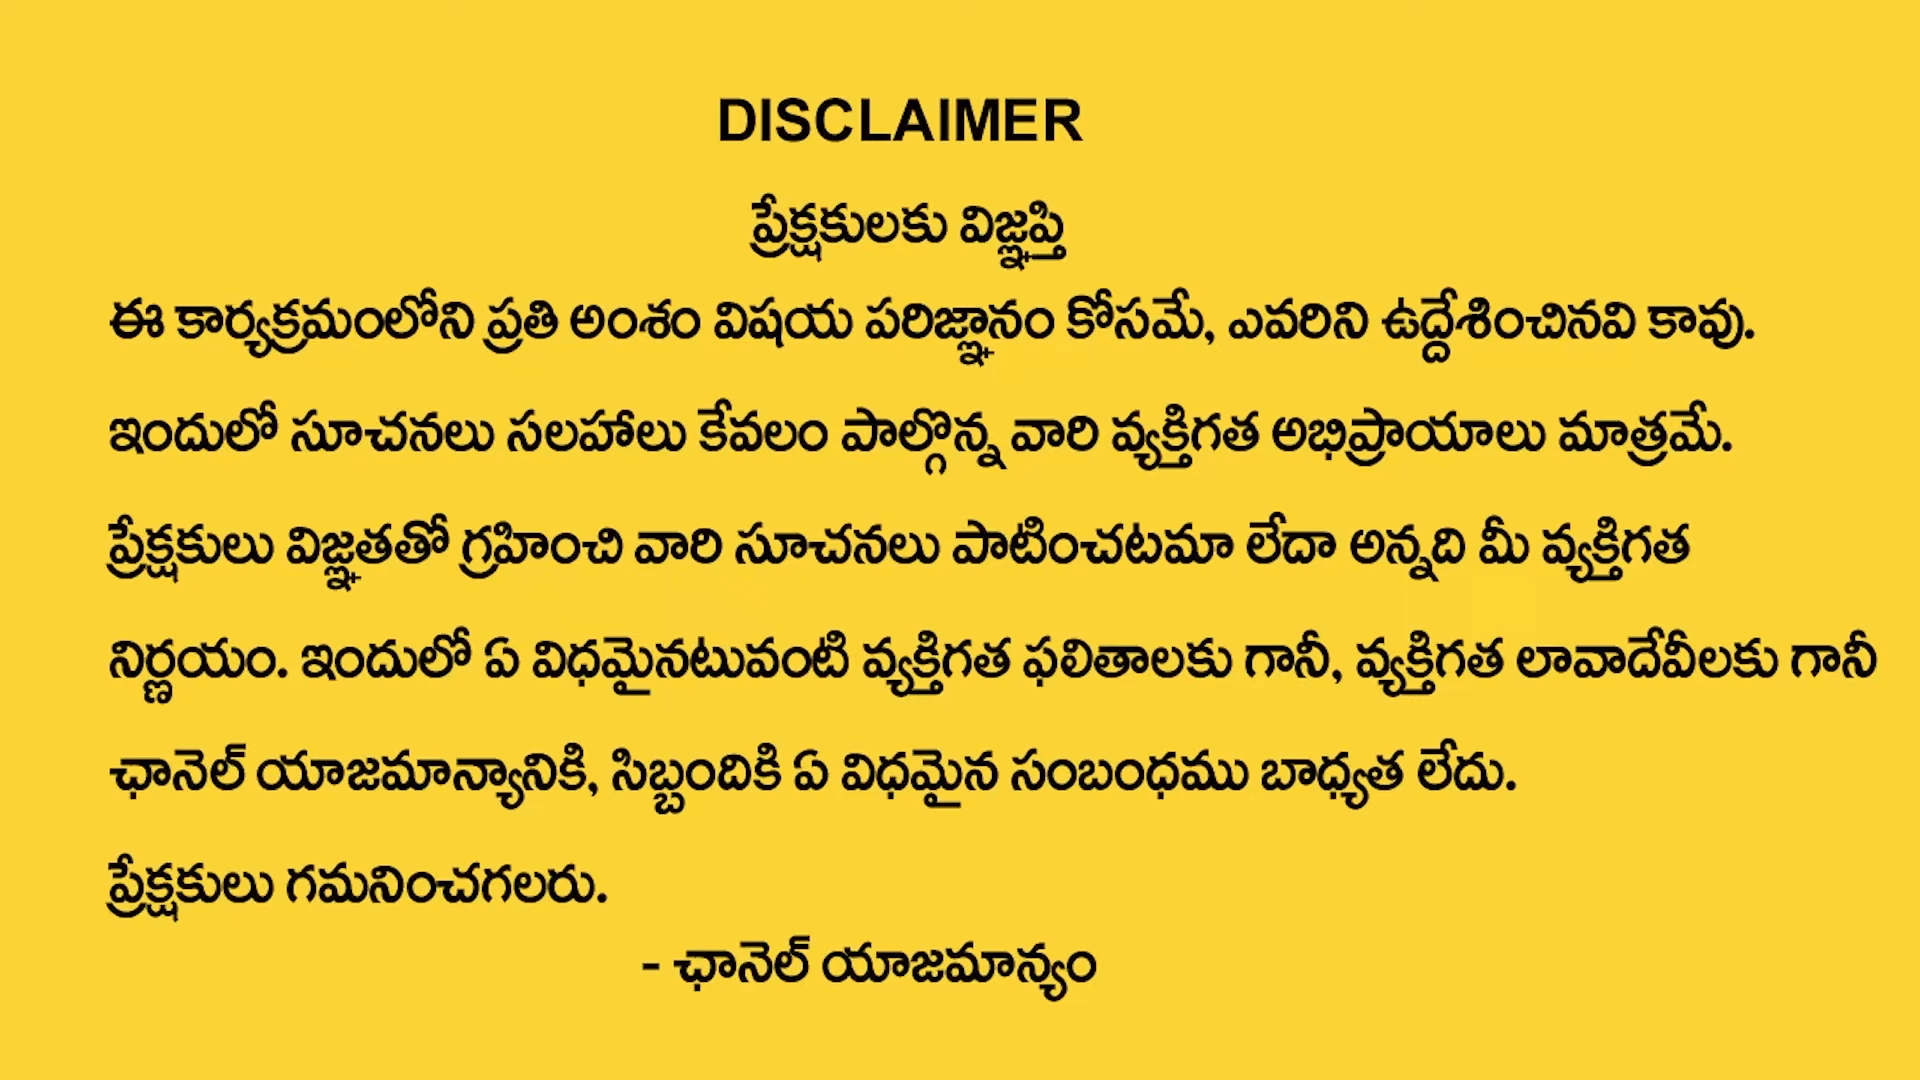 DISCLAIMER
ప్రేక్షకులకు విజ్ఞప్తి
ఈ కార్యక్రమంలోని ప్రతి అంశం విషయ పరిజ్ఞానం కోసమే, ఎవరిని ఉద్దేశించినవి కావు.
ఇందులో సూచనలు సలహాలు కేవలం పాల్గొన్న వారి వ్యక్తిగత అభిప్రాయాలు మాత్రమే.
ప్రేక్షకులు విజ్ఞతతో గ్రహించి వారి సూచనలు పాటించటమా లేదా అన్నది మీ వ్యక్తిగత
నిర్ణయం. ఇందులో ఏ విధమైనటువంటి వ్యక్తిగత ఫలితాలకు గానీ, వ్యక్తిగత లావాదేవీలకు గానీ
ఛానెల్ యాజమాన్యానికి, సిబ్బందికి ఏ విధమైన సంబంధము బాధ్యత లేదు.
ప్రేక్షకులు గమనించగలరు.
- ఛానెల్ యాజమాన్యం